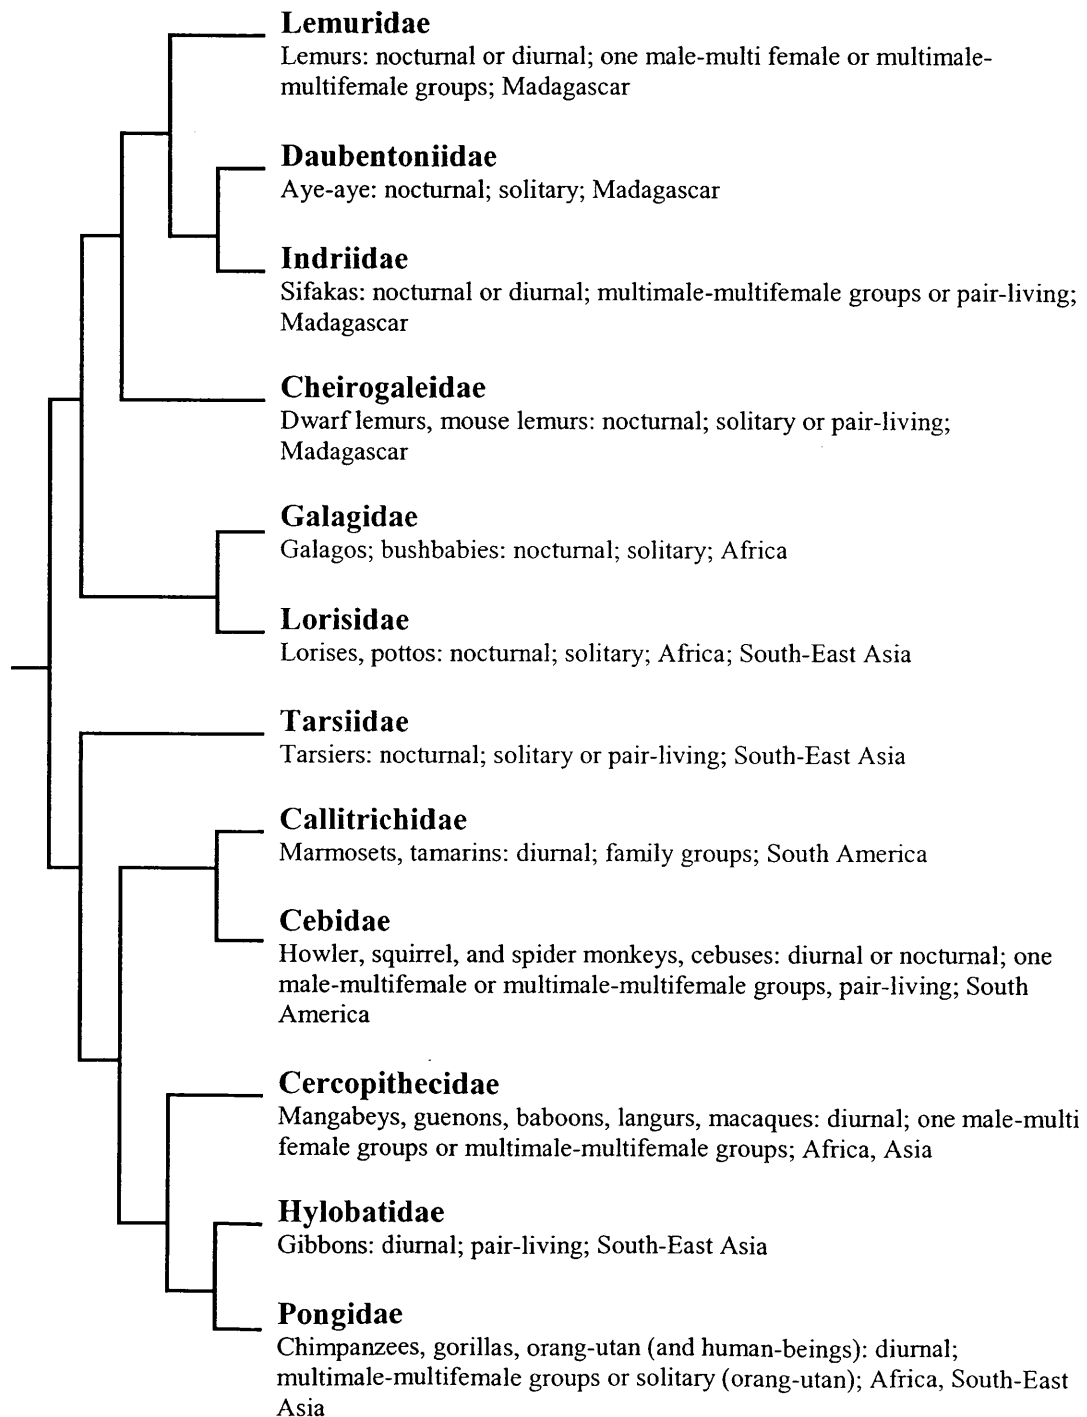 Lemuridae
Lemurs: nocturnal or diurnal; one male-multi female or multimale-
multifemale groups; Madagascar
Daubentoniidae
Aye-aye: nocturnal; solitary; Madagascar
Indriidae
Sifakas: nocturnal or diurnal; multimale-multifemale groups or pair-living;
Madagascar
Cheirogaleidae
Dwarf lemurs, mouse lemurs: nocturnal; solitary or pair-living;
Madagascar
Galagidae
Galagos; bushbabies: nocturnal; solitary; Africa
Lorisidae
Lorises, pottos: nocturnal; solitary; Africa; South-East Asia
Tarsiidae
Tarsiers: nocturnal; solitary or pair-living; South-East Asia
Callitrichidae
Marmosets, tamarins: diurnal; family groups; South America
Cebidae
Howler, squirrel, and spider monkeys, cebuses: diurnal or nocturnal; one
male-multifemale or multimale-multifemale groups, pair-living; South
America
Cercopithecidae
Mangabeys, guenons, baboons, langurs, macaques: diurnal; one male-multi
female groups or multimale-multifemale groups; Africa, Asia
Hylobatidae
Gibbons: diurnal; pair-living; South-East Asia
Pongidae
Chimpanzees, gorillas, orang-utan (and human-beings): diurnal;
multimale-multifemale groups or solitary (orang-utan); Africa, South-East
Asia